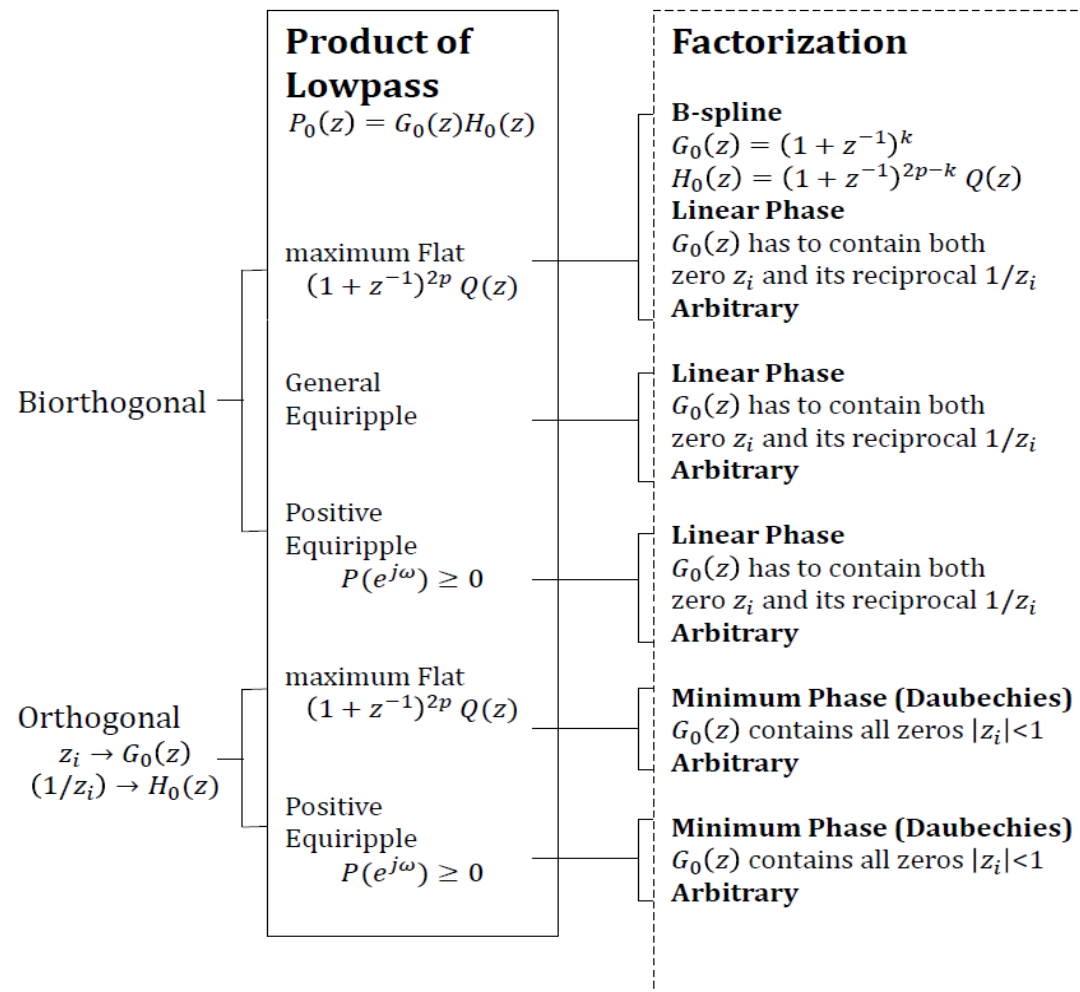 Product of
Lowpass
P₀(z) = G₀(z)H₀(z)
Factorization
B-spline
G₀(z) = (1 + z⁻¹)ᵏ
H₀(z) = (1 + z⁻¹)²ᵖ⁻ᵏ Q(z)
Linear Phase
G₀(z) has to contain both
zero zᵢ and its reciprocal 1/zᵢ
Arbitrary
Biorthogonal
maximum Flat
(1 + z⁻¹)²ᵖ Q(z)
General
Equiripple
Linear Phase
G₀(z) has to contain both
zero zᵢ and its reciprocal 1/zᵢ
Arbitrary
Positive
Equiripple
P(eʲᵚ) ≥ 0
Linear Phase
G₀(z) has to contain both
zero zᵢ and its reciprocal 1/zᵢ
Arbitrary
Orthogonal
zᵢ → G₀(z)
(1/zᵢ) → H₀(z)
maximum Flat
(1 + z⁻¹)²ᵖ Q(z)
Minimum Phase (Daubechies)
G₀(z) contains all zeros |zᵢ|<1
Arbitrary
Positive
Equiripple
P(eʲᵚ) ≥ 0
Minimum Phase (Daubechies)
G₀(z) contains all zeros |zᵢ|<1
Arbitrary